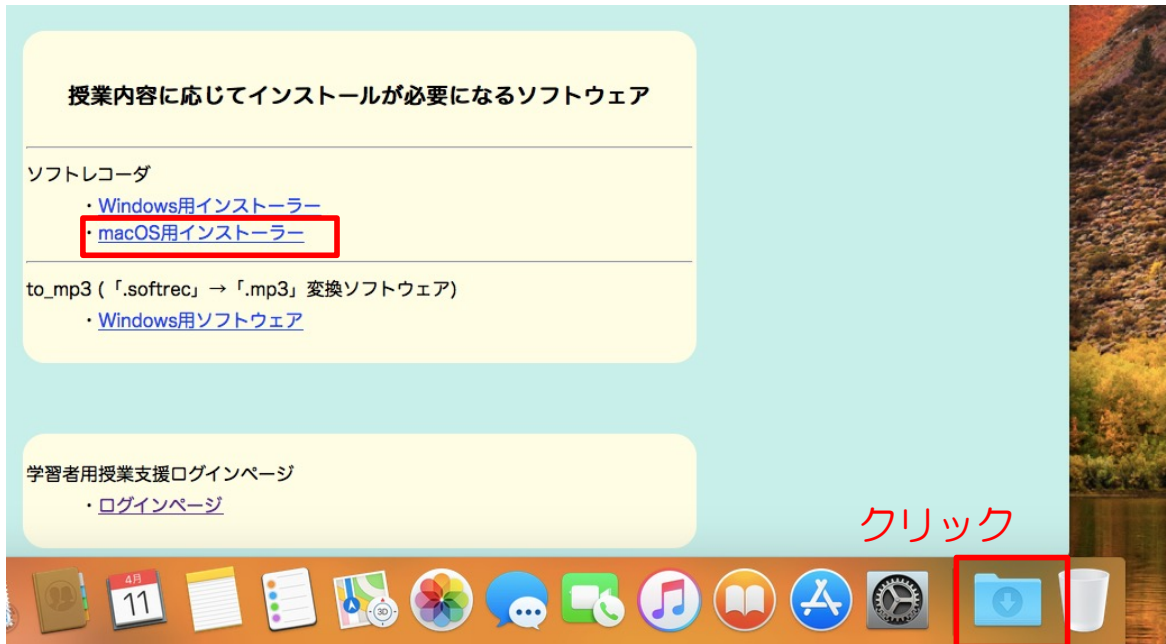 授業内容に応じてインストールが必要になるソフトウェア
ソフトレコーダ
・Windows用インストーラー
・macOS用インストーラー
to_mp3 (「.softrec」→「.mp3」変換ソフトウェア)
・Windows用ソフトウェア
学習者用授業支援ログインページ
・ログインページ
クリック
4月
11
3D